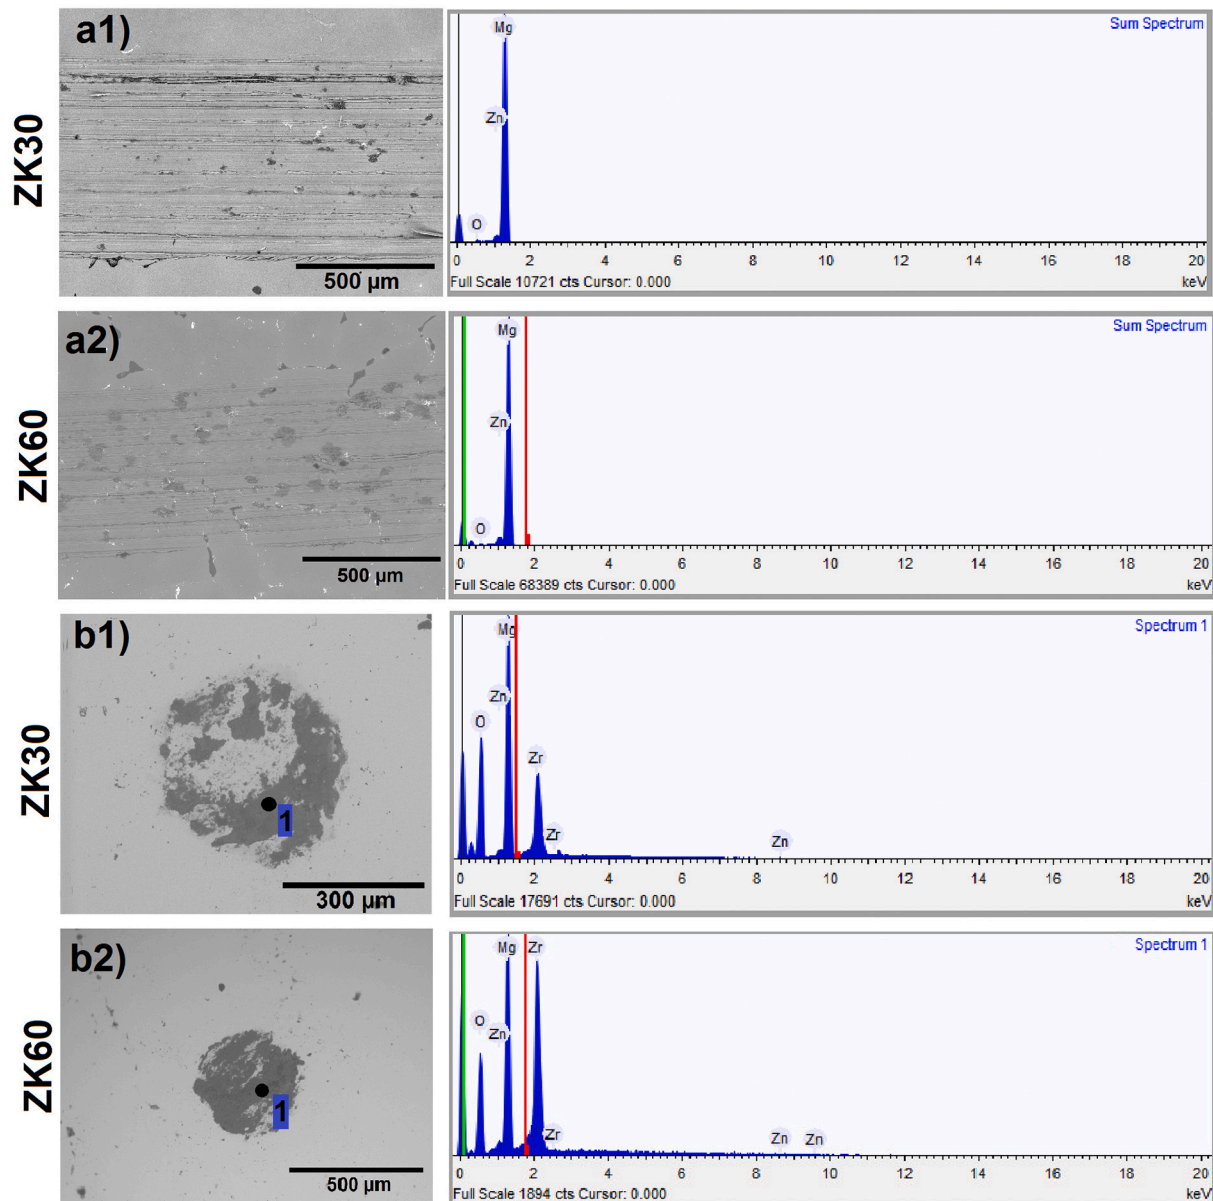 a1)
ZK30
500 µm
Sum Spectrum
Mg
Zn
O
0 2 4 6 8 10 12 14 16 18 20
Full Scale 10721 cts Cursor: 0.000 keV
a2)
ZK60
500 µm
Sum Spectrum
Mg
Zn
O
0 2 4 6 8 10 12 14 16 18 20
Full Scale 68389 cts Cursor: 0.000 keV
b1)
ZK30
1
300 µm
Spectrum 1
Mg
Zn
O
Zr
Zr
Zn
0 2 4 6 8 10 12 14 16 18 20
Full Scale 17691 cts Cursor: 0.000 keV
b2)
ZK60
1
500 µm
Spectrum 1
Mg Zr
O
Zn
Zr
Zn Zn
0 2 4 6 8 10 12 14 16 18 20
Full Scale 1894 cts Cursor: 0.000 keV